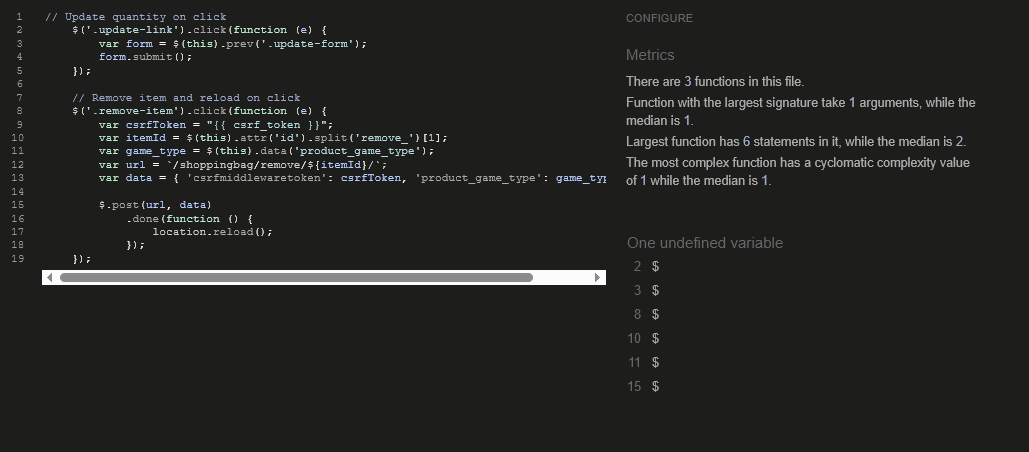 1 // Update quantity on click
2 $('.update-link').click(function (e) {
3 var form = $(this).prev('.update-form');
4 form.submit();
5 });
6
7 // Remove item and reload on click
8 $('.remove-item').click(function (e) {
9 var csrfToken = "{{ csrf_token }}";
10 var itemId = $(this).attr('id').split('remove_')[1];
11 var game_type = $(this).data('product_game_type');
12 var url = `/shoppingbag/remove/${itemId}/`;
13 var data = { 'csrfmiddlewaretoken': csrfToken, 'product_game_type': game_typ
14
15 $.post(url, data)
16 .done(function () {
17 location.reload();
18 });
19 });
CONFIGURE
Metrics
There are 3 functions in this file.
Function with the largest signature take 1 arguments, while the
median is 1.
Largest function has 6 statements in it, while the median is 2.
The most complex function has a cyclomatic complexity value
of 1 while the median is 1.
One undefined variable
2 $
3 $
8 $
10 $
11 $
15 $